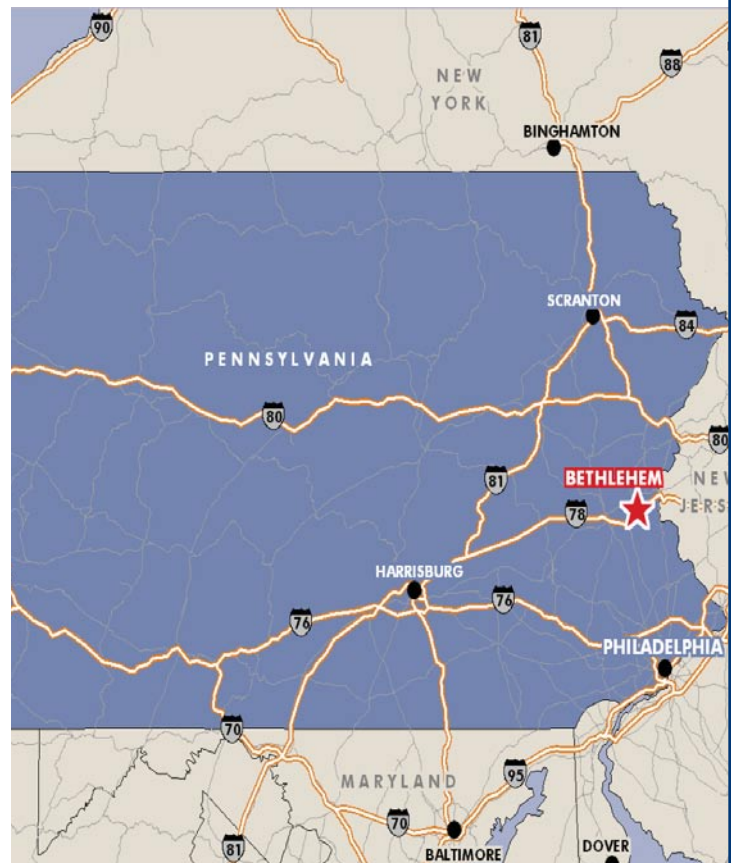 90
81
88
NEW
YORK
BINGHAMTON
SCRANTON
84
PENNSYLVANIA
80
80
81
BETHLEHEM
NEW
JERS
78
HARRISBURG
76
76
PHILADELPHIA
70
MARYLAND
95
70
81
BALTIMORE
DOVER